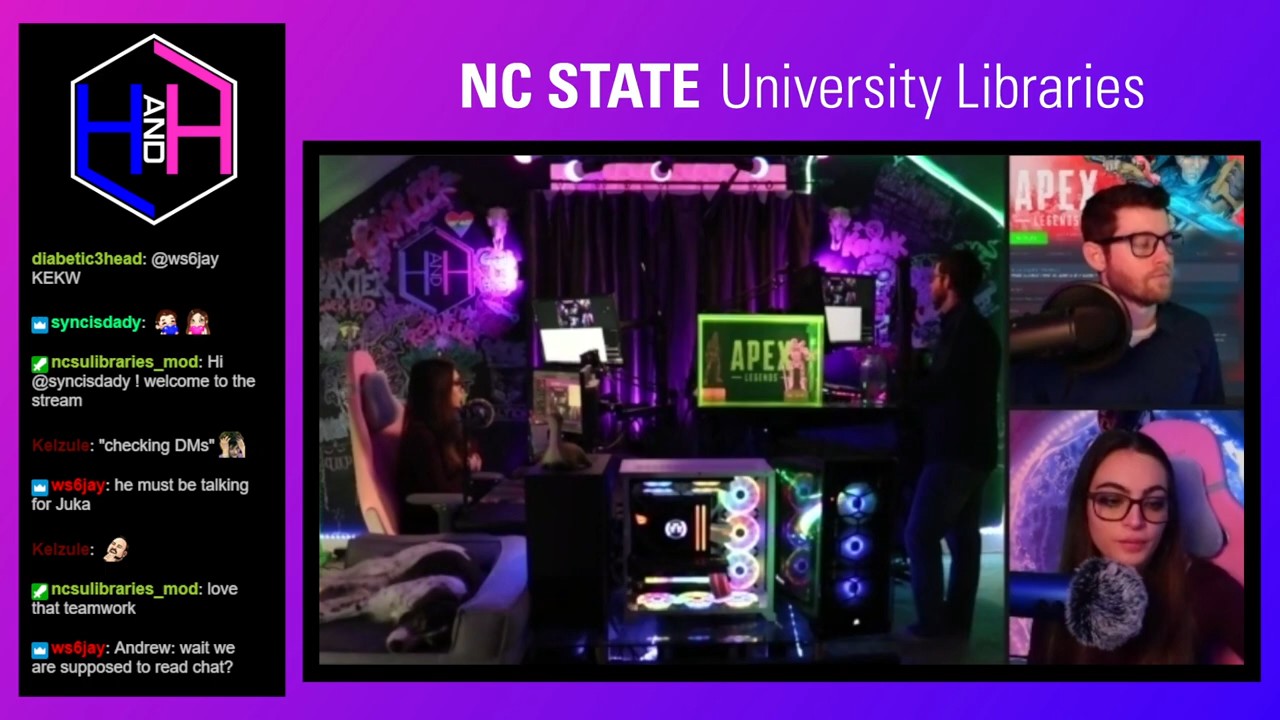 NC STATE University Libraries
H AND H
diabetic3head: @ws6jay
KEKW
syncisdady:
ncsulibraries_mod: Hi
@syncisdady ! welcome to the
stream
Kelzule: "checking DMs"
ws6jay: he must be talking
for Juka
Kelzule:
ncsulibraries_mod: love
that teamwork
ws6jay: Andrew: wait we
are supposed to read chat?
H AND H
APEX
LEGENDS
APEX
LEGENDS